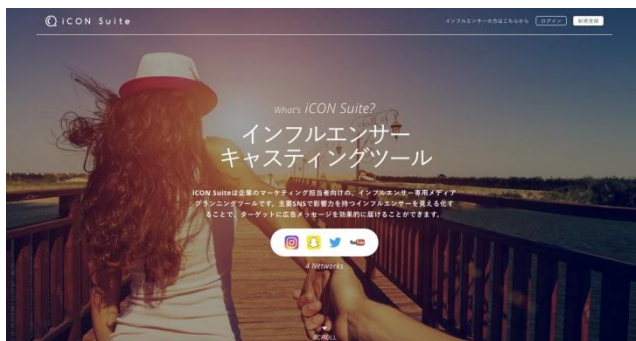 iCON Suite
インフルエンサーの方はこちらから
ログイン
新規登録
What's iCON Suite?
インフルエンサー
キャスティングツール
iCON Suiteは企業のマーケティング担当者向けの、インフルエンサー専用メディア
プランニングツールです。主要SNSで影響力を持つインフルエンサーを見える化す
ることで、ターゲットに広告メッセージを効果的に届けることができます。
YouTube
4 Networks
SCROLL